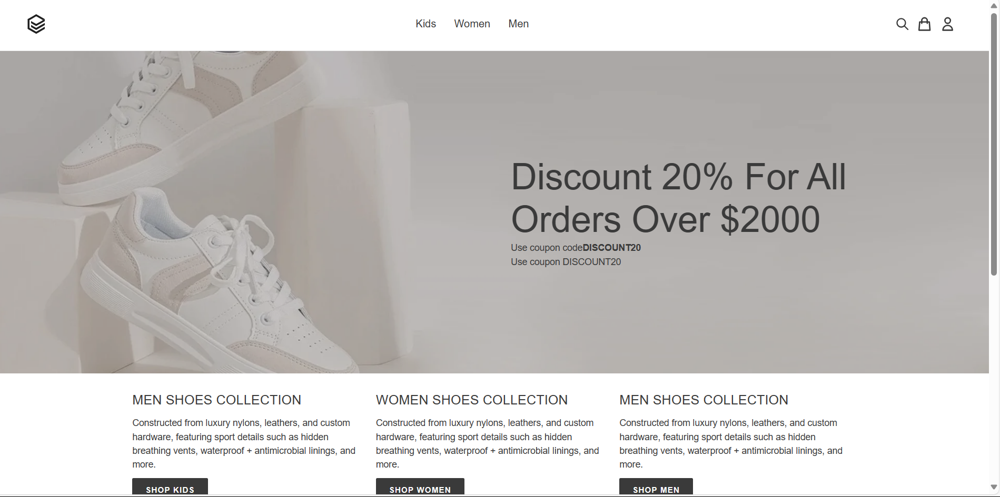 Kids Women Men
Discount 20% For All
Orders Over $2000
Use coupon codeDISCOUNT20
Use coupon DISCOUNT20
MEN SHOES COLLECTION
Constructed from luxury nylons, leathers, and custom
hardware, featuring sport details such as hidden
breathing vents, waterproof + antimicrobial linings, and
more.
SHOP KIDS
WOMEN SHOES COLLECTION
Constructed from luxury nylons, leathers, and custom
hardware, featuring sport details such as hidden
breathing vents, waterproof + antimicrobial linings, and
more.
SHOP WOMEN
MEN SHOES COLLECTION
Constructed from luxury nylons, leathers, and custom
hardware, featuring sport details such as hidden
breathing vents, waterproof + antimicrobial linings, and
more.
SHOP MEN